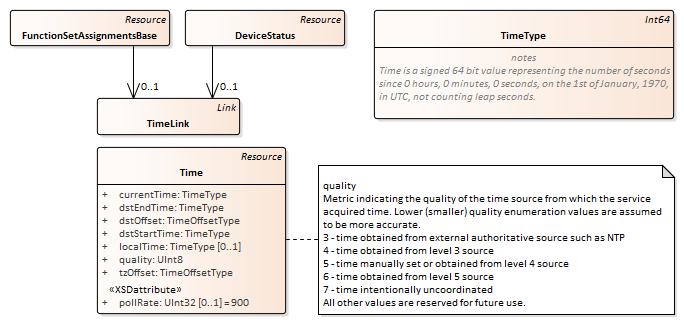 Resource
FunctionSetAssignmentsBase
Resource
DeviceStatus
Int64
TimeType
notes
Time is a signed 64 bit value representing the number of seconds
since 0 hours, 0 minutes, 0 seconds, on the 1st of January, 1970,
in UTC, not counting leap seconds.
0..1
0..1
Link
TimeLink
Resource
Time
+ currentTime: TimeType
+ dstEndTime: TimeType
+ dstOffset: TimeOffsetType
+ dstStartTime: TimeType
+ localTime: TimeType [0..1]
+ quality: UInt8
+ tzOffset: TimeOffsetType
«XSDattribute»
+ pollRate: UInt32 [0..1] = 900
quality
Metric indicating the quality of the time source from which the service
acquired time. Lower (smaller) quality enumeration values are assumed
to be more accurate.
3 - time obtained from external authoritative source such as NTP
4 - time obtained from level 3 source
5 - time manually set or obtained from level 4 source
6 - time obtained from level 5 source
7 - time intentionally uncoordinated
All other values are reserved for future use.